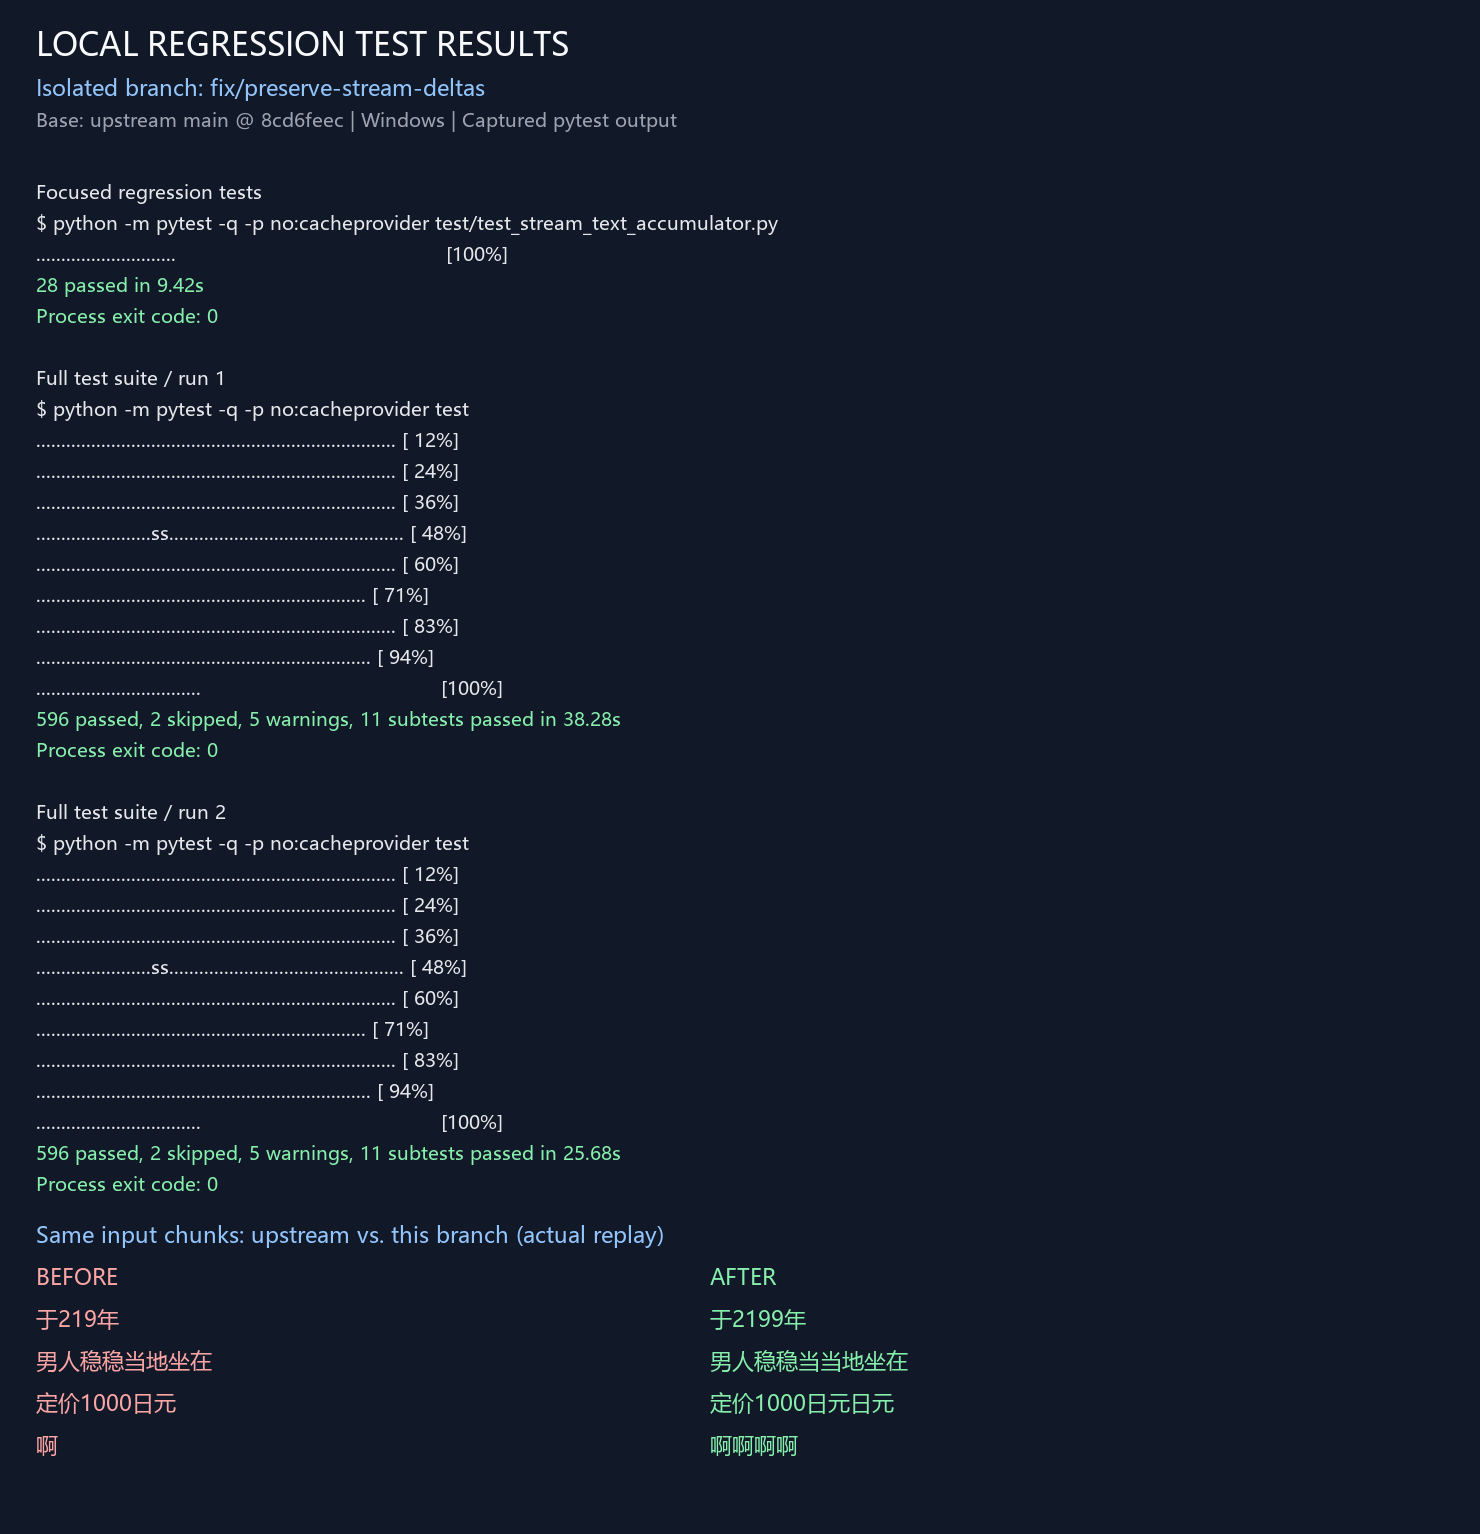 LOCAL REGRESSION TEST RESULTS
Isolated branch: fix/preserve-stream-deltas
Base: upstream main @ 8cd6feec | Windows | Captured pytest output
Focused regression tests
$ python -m pytest -q -p no:cacheprovider test/test_stream_text_accumulator.py
............................ [100%]
28 passed in 9.42s
Process exit code: 0
Full test suite / run 1
$ python -m pytest -q -p no:cacheprovider test
........................................................................ [ 12%]
........................................................................ [ 24%]
........................................................................ [ 36%]
.......................ss............................................... [ 48%]
........................................................................ [ 60%]
.................................................................. [ 71%]
........................................................................ [ 83%]
................................................................... [ 94%]
................................. [100%]
596 passed, 2 skipped, 5 warnings, 11 subtests passed in 38.28s
Process exit code: 0
Full test suite / run 2
$ python -m pytest -q -p no:cacheprovider test
........................................................................ [ 12%]
........................................................................ [ 24%]
........................................................................ [ 36%]
.......................ss............................................... [ 48%]
........................................................................ [ 60%]
.................................................................. [ 71%]
........................................................................ [ 83%]
................................................................... [ 94%]
................................. [100%]
596 passed, 2 skipped, 5 warnings, 11 subtests passed in 25.68s
Process exit code: 0
Same input chunks: upstream vs. this branch (actual replay)
BEFORE AFTER
于219年 于2199年
男人稳稳当地坐在 男人稳稳当当地坐在
定价1000日元 定价1000日元日元
啊 啊啊啊啊